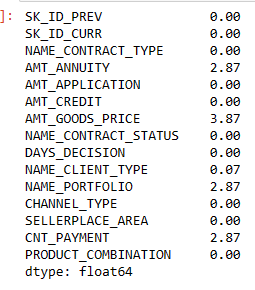 ]: SK_ID_PREV 0.00
SK_ID_CURR 0.00
NAME_CONTRACT_TYPE 0.00
AMT_ANNUITY 2.87
AMT_APPLICATION 0.00
AMT_CREDIT 0.00
AMT_GOODS_PRICE 3.87
NAME_CONTRACT_STATUS 0.00
DAYS_DECISION 0.00
NAME_CLIENT_TYPE 0.07
NAME_PORTFOLIO 2.87
CHANNEL_TYPE 0.00
SELLERPLACE_AREA 0.00
CNT_PAYMENT 2.87
PRODUCT_COMBINATION 0.00
dtype: float64